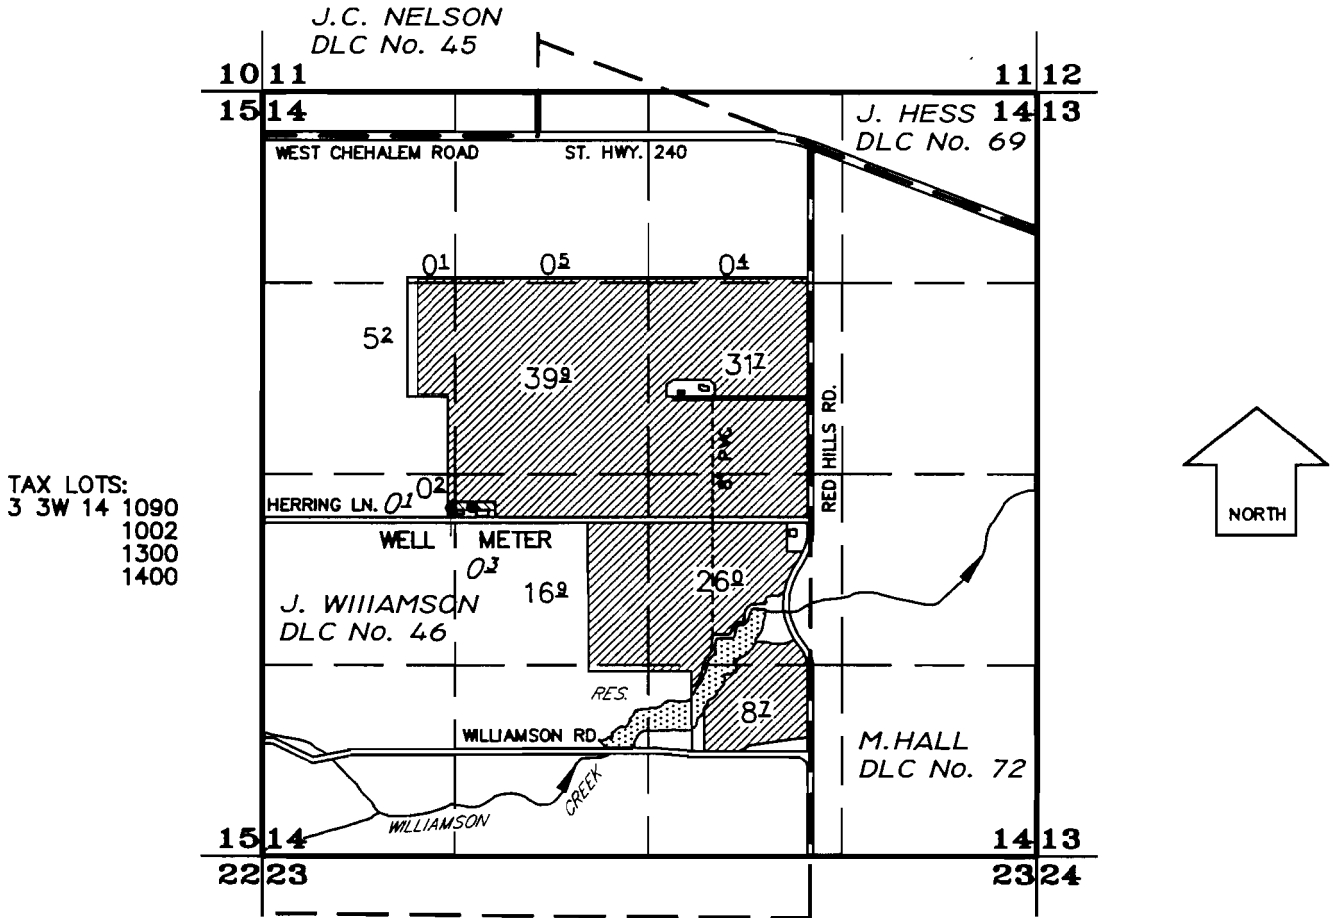 J.C. NELSON
DLC No. 45
10 11
11 12
15 14
14 13
J. HESS
DLC No. 69
WEST CHEHALEM ROAD
ST. HWY. 240
0¹
0⁵
0⁴
5²
39⁹
31⁷
8" PVC
RED HILLS RD.
NORTH
TAX LOTS:
3 3W 14 1090
1002
1300
1400
0²
HERRING LN. 0¹
WELL METER
0³
16⁹
26⁰
J. WIIIAMSON
DLC No. 46
RES.
8⁷
WILLIAMSON RD.
M.HALL
DLC No. 72
WILLIAMSON CREEK
15 14
14 13
22 23
23 24